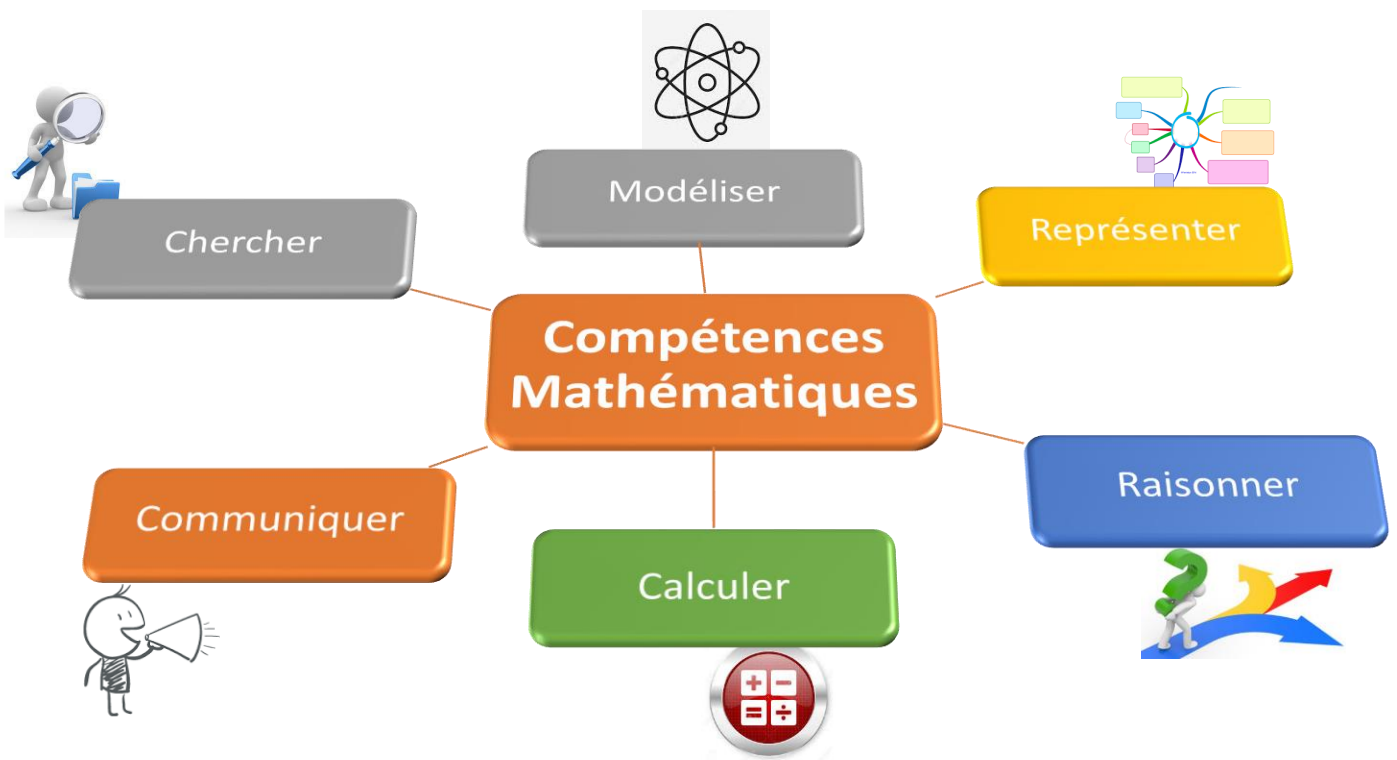 Modéliser
Représenter
Chercher
Compétences
Mathématiques
Raisonner
Communiquer
Calculer